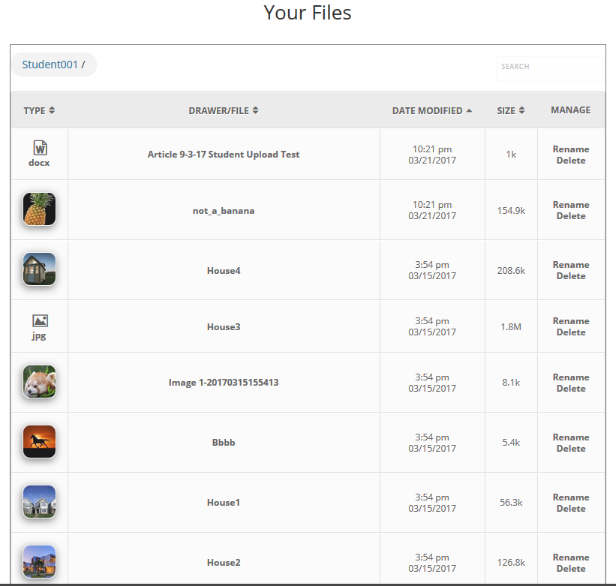 Your Files
Student001 /
SEARCH
TYPE DRAWER/FILE DATE MODIFIED SIZE MANAGE
docx Article 9-3-17 Student Upload Test 10:21 pm 03/21/2017 1k Rename Delete
not_a_banana 10:21 pm 03/21/2017 154.9k Rename Delete
House4 3:54 pm 03/15/2017 208.6k Rename Delete
jpg House3 3:54 pm 03/15/2017 1.8M Rename Delete
Image 1-20170315155413 3:54 pm 03/15/2017 8.1k Rename Delete
Bbbb 3:54 pm 03/15/2017 5.4k Rename Delete
House1 3:54 pm 03/15/2017 56.3k Rename Delete
House2 3:54 pm 03/15/2017 126.8k Rename Delete